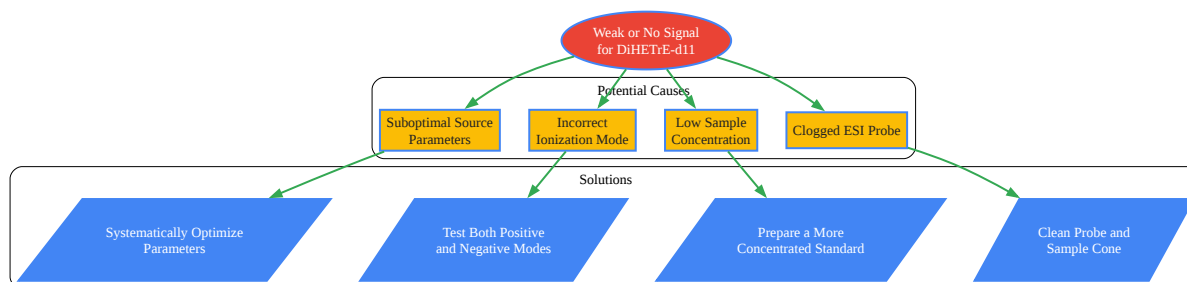 Weak or No Signal
for DiHETrE-d11
Potential Causes
Suboptimal Source
Parameters
Incorrect
Ionization Mode
Low Sample
Concentration
Clogged ESI Probe
Solutions
Systematically Optimize
Parameters
Test Both Positive
and Negative Modes
Prepare a More
Concentrated Standard
Clean Probe and
Sample Cone